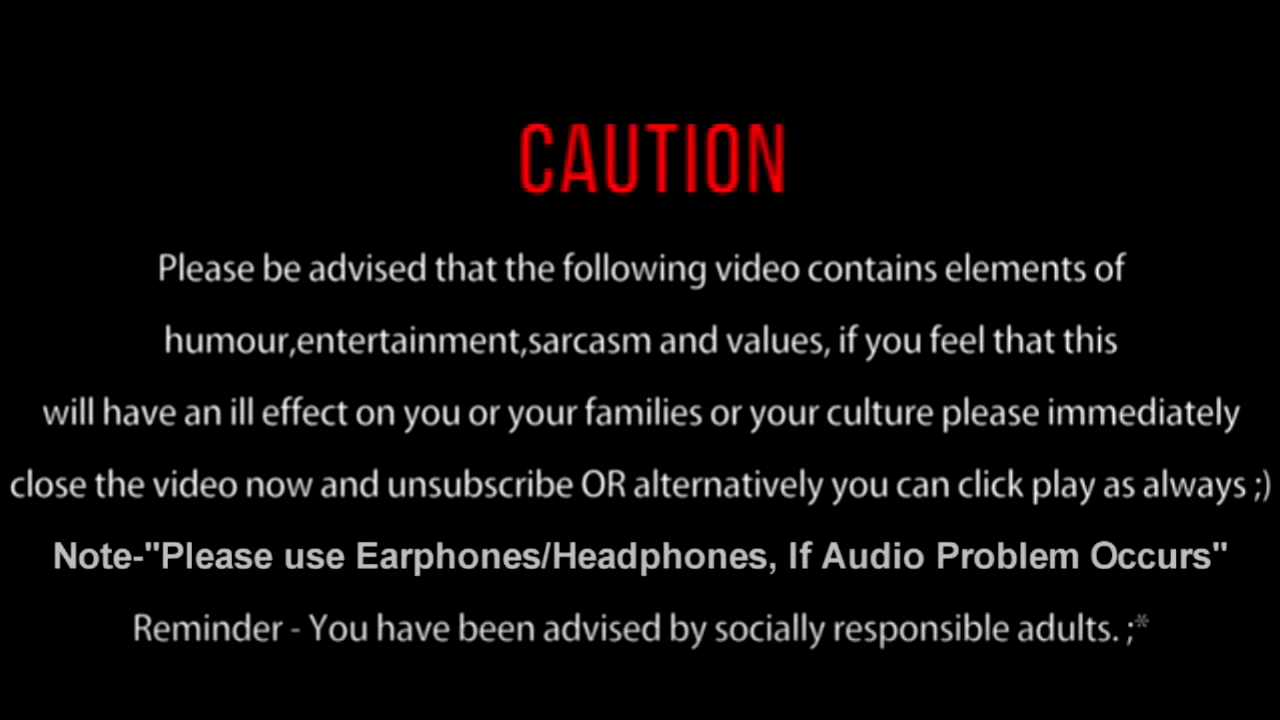 CAUTION
Please be advised that the following video contains elements of
humour,entertainment,sarcasm and values, if you feel that this
will have an ill effect on you or your families or your culture please immediately
close the video now and unsubscribe OR alternatively you can click play as always ;)
Note-"Please use Earphones/Headphones, If Audio Problem Occurs"
Reminder - You have been advised by socially responsible adults. ;*